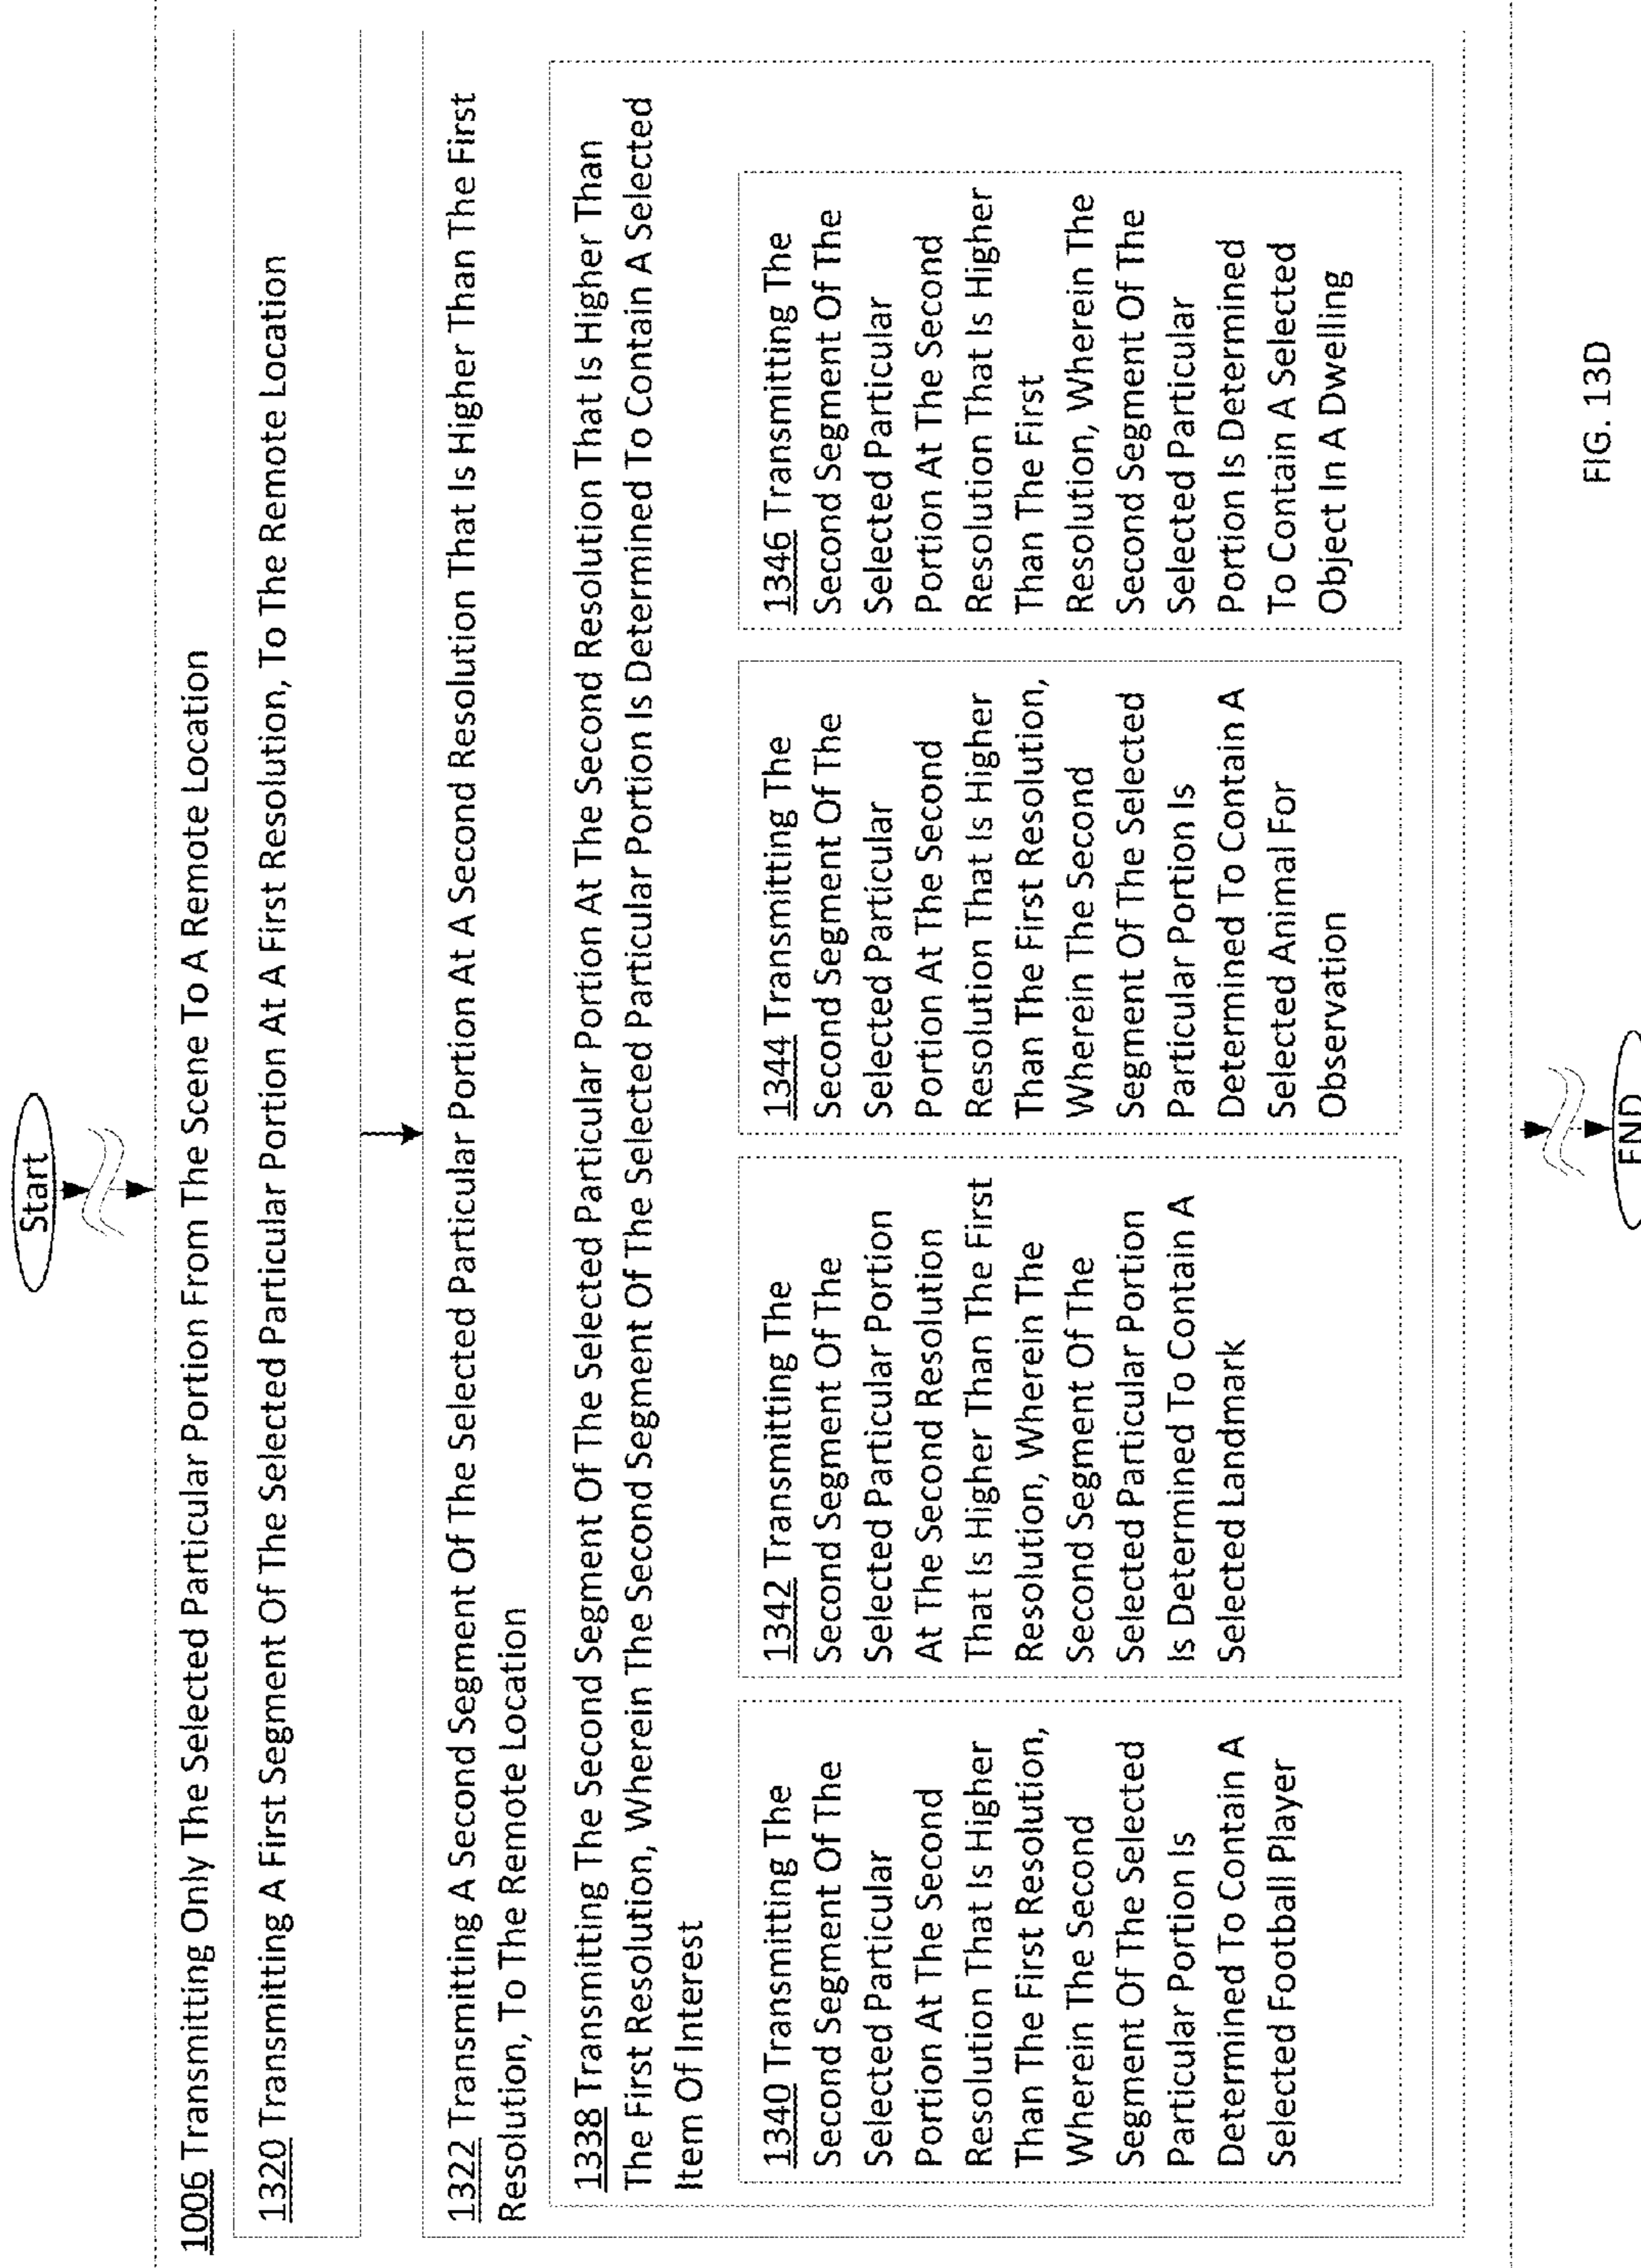 Start
1006 Transmitting Only The Selected Particular Portion From The Scene To A Remote Location
1320 Transmitting A First Segment Of The Selected Particular Portion At A First Resolution, To The Remote Location
1322 Transmitting A Second Segment Of The Selected Particular Portion At A Second Resolution That Is Higher Than The First
Resolution, To The Remote Location
1338 Transmitting The Second Segment Of The Selected Particular Portion At The Second Resolution That Is Higher Than
The First Resolution, Wherein The Second Segment Of The Selected Particular Portion Is Determined To Contain A Selected
Item Of Interest
1340 Transmitting The
Second Segment Of The
Selected Particular
Portion At The Second
Resolution That Is Higher
Than The First Resolution,
Wherein The Second
Segment Of The Selected
Particular Portion Is
Determined To Contain A
Selected Football Player
1342 Transmitting The
Second Segment Of The
Selected Particular Portion
At The Second Resolution
That Is Higher Than The First
Resolution, Wherein The
Second Segment Of The
Selected Particular Portion
Is Determined To Contain A
Selected Landmark
1344 Transmitting The
Second Segment Of The
Selected Particular
Portion At The Second
Resolution That Is Higher
Than The First Resolution,
Wherein The Second
Segment Of The Selected
Particular Portion Is
Determined To Contain A
Selected Animal For
Observation
1346 Transmitting The
Second Segment Of The
Selected Particular
Portion At The Second
Resolution That Is Higher
Than The First
Resolution, Wherein The
Second Segment Of The
Selected Particular
Portion Is Determined
To Contain A Selected
Object In A Dwelling
END
FIG. 13D